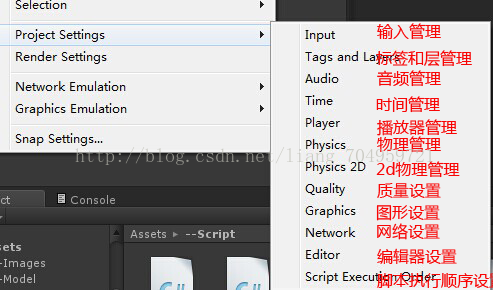 Selection
Project Settings
Render Settings
Network Emulation
Graphics Emulation
Snap Settings...
Input 输入管理
Tags and Layers 标签和层管理
Audio 音频管理
Time 时间管理
Player 播放器管理
Physics 物理管理
Physics 2D 2d物理管理
Quality 质量设置
Graphics 图形设置
Network 网络设置
Editor 编辑器设置
Script Execution Order 脚本执行顺序设
http://blog.csdn.net/liang_704959721
ct
Console
sets
-Images
-Model
Assets ▸ --Script
C# C#